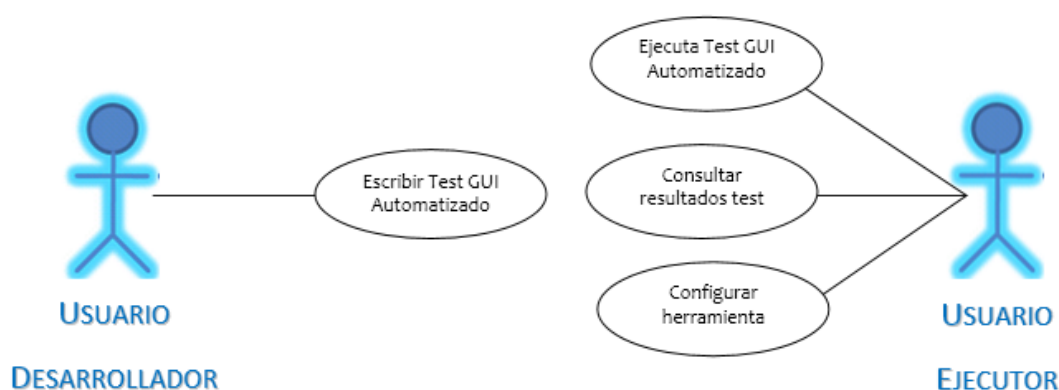 Ejecuta Test GUI
Automatizado
Escribir Test GUI
Automatizado
Consultar
resultados test
Configurar
herramienta
USUARIO
DESARROLLADOR
USUARIO
EJECUTOR